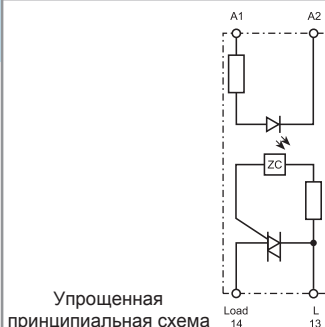 A1 A2
ZC
Упрощенная
принципиальная схема
Load L
14 13